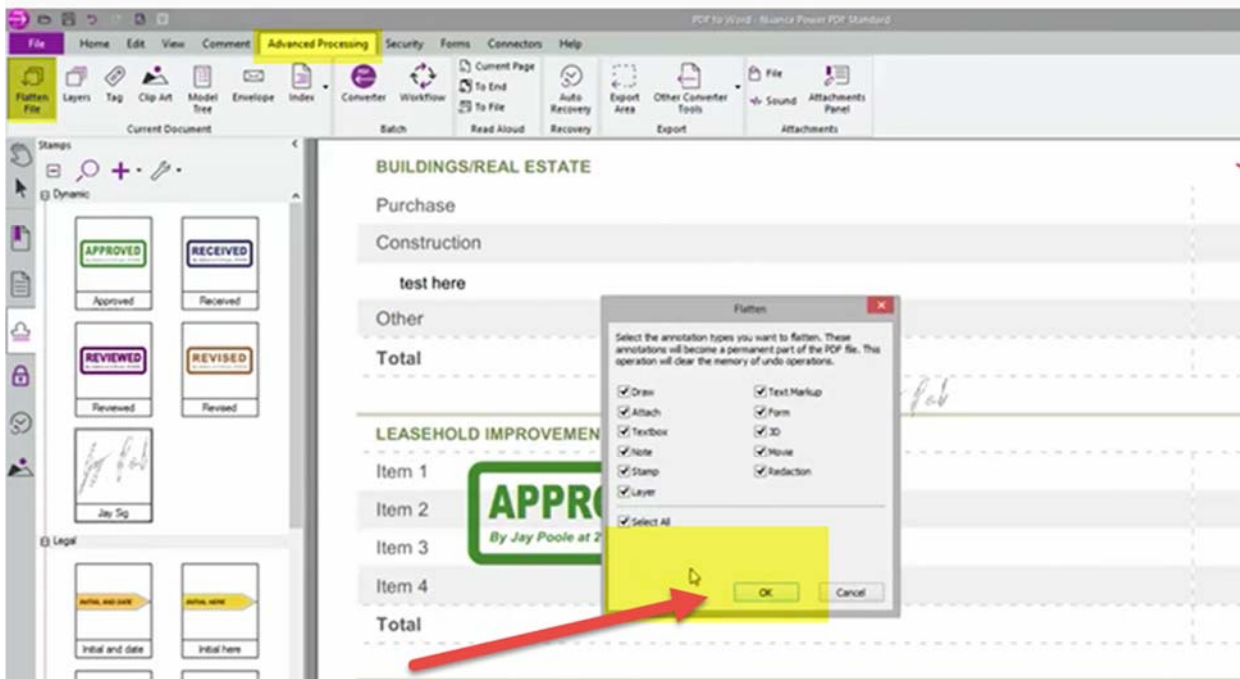 PDF to Word - Nuance Power PDF Standard
File Home Edit View Comment Advanced Processing Security Forms Connectors Help
Flatten File
Layers
Tag
Clip Art
Model Tree
Envelope
Index
Current Document
Converter
Workflow
Batch
Current Page
To End
To File
Read Aloud
Auto Recovery
Recovery
Export Area
Other Converter Tools
Export
File
Sound
Attachments Panel
Attachments
Stamps
Dynamic
APPROVED
Approved
RECEIVED
Received
REVIEWED
Reviewed
REVISED
Revised
Jay Sig
Legal
INITIAL AND DATE
Initial and date
INITIAL HERE
Initial here
BUILDINGS/REAL ESTATE
Purchase
Construction
test here
Other
Total
LEASEHOLD IMPROVEMEN
Item 1
Item 2
Item 3
Item 4
Total
APPRO
By Jay Poole at 2
Flatten
Select the annotation types you want to flatten. These
annotations will become a permanent part of the PDF file. This
operation will clear the memory of undo operations.
Draw
Attach
Textbox
Note
Stamp
Layer
Text Markup
Form
3D
Movie
Redaction
Select All
OK
Cancel